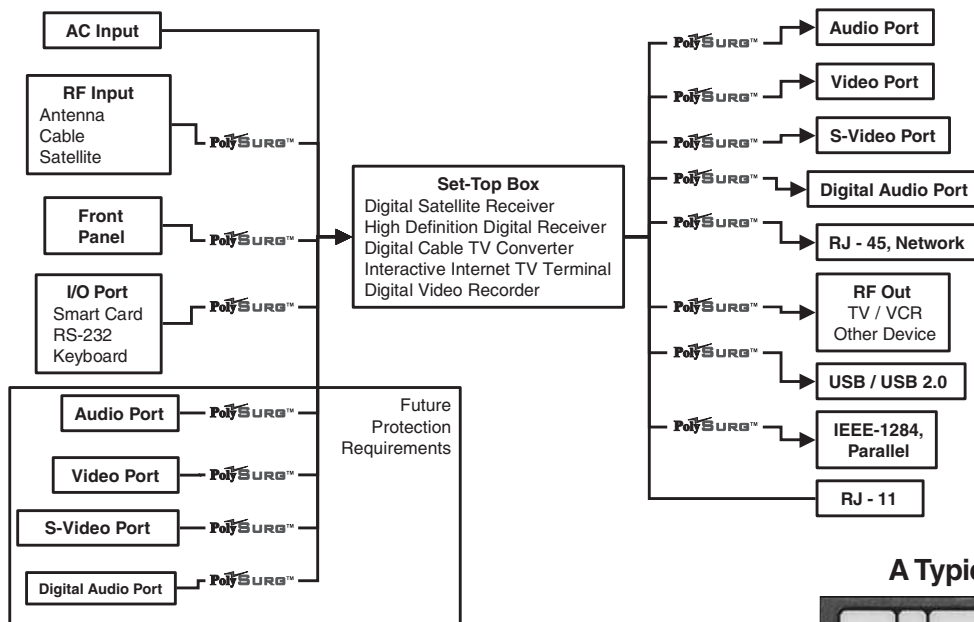 AC Input
RF Input
Antenna
Cable
Satellite
PolySURG™
Front
Panel
PolySURG™
I/O Port
Smart Card
RS-232
Keyboard
PolySURG™
Future
Protection
Requirements
Audio Port
PolySURG™
Video Port
PolySURG™
S-Video Port
PolySURG™
Digital Audio Port
PolySURG™
Set-Top Box
Digital Satellite Receiver
High Definition Digital Receiver
Digital Cable TV Converter
Interactive Internet TV Terminal
Digital Video Recorder
PolySURG™
Audio Port
PolySURG™
Video Port
PolySURG™
S-Video Port
PolySURG™
Digital Audio Port
PolySURG™
RJ - 45, Network
PolySURG™
RF Out
TV / VCR
Other Device
PolySURG™
USB / USB 2.0
PolySURG™
IEEE-1284,
Parallel
RJ - 11
A Typic